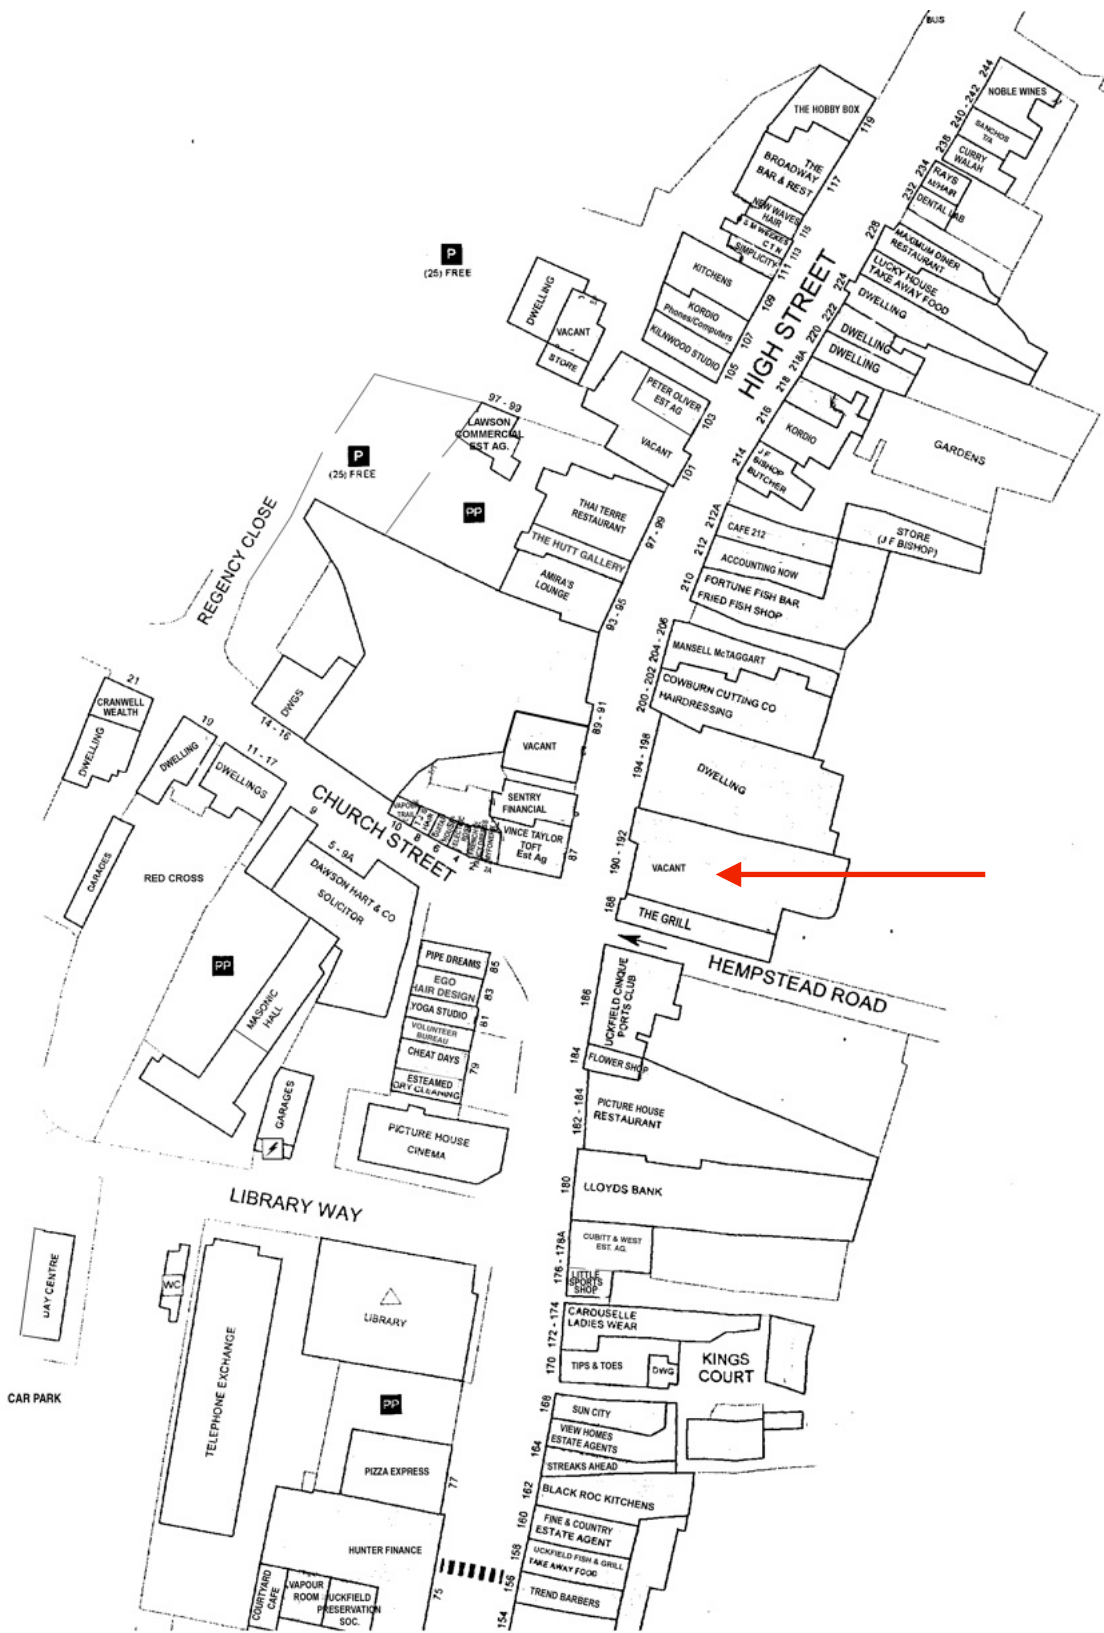 BUS
244
240 - 242
NOBLE WINES
SANCHOS
T/A
238
CURRY
WALAH
234
RAYS
M/HAIR
232
DENTAL LAB
THE HOBBY BOX
119
THE
BROADWAY
BAR & REST
117
NEW WAVES
HAIR
115
S M WEEKES
C T N
113
SIMPLICITY
111
KITCHENS
109
KORDIO
Phones/Computers
107
KILNWOOD STUDIO
105
HIGH STREET
228
MAXIMUM DINER
RESTAURANT
LUCKY HOUSE
TAKE AWAY FOOD
224
DWELLING
222
DWELLING
220
DWELLING
218A
218
216
KORDIO
214
J F
BISHOP
BUTCHER
GARDENS
STORE
(J F BISHOP)
P
(25) FREE
DWELLING
VACANT
STORE
PETER OLIVER
EST AG
103
VACANT
101
97 - 99
LAWSON
COMMERCIAL
EST AG.
P
(25) FREE
PP
THAI TERRE
RESTAURANT
97 - 99
THE HUTT GALLERY
AMIRA'S
LOUNGE
93 - 95
212A
CAFE 212
212
ACCOUNTING NOW
210
FORTUNE FISH BAR
FRIED FISH SHOP
204 - 206
MANSELL McTAGGART
200 - 202
COWBURN CUTTING CO
HAIRDRESSING
194 - 198
DWELLING
190 - 192
VACANT
188
THE GRILL
HEMPSTEAD ROAD
REGENCY CLOSE
DWGS
14 - 16
89 - 91
VACANT
SENTRY
FINANCIAL
VINCE TAYLOR
TOFT
Est Ag
87
VAPOUR
TRAIL
HAIR
10
8
6
4
2
2A
CHURCH STREET
21
CRANWELL
WEALTH
DWELLING
19
DWELLING
11 - 17
DWELLINGS
9
5 - 9A
DAWSON HART & CO
SOLICITOR
GARAGES
RED CROSS
PP
MASONIC
HALL
GARAGES
PIPE DREAMS
85
EGO
HAIR DESIGN
83
YOGA STUDIO
81
VOLUNTEER
BUREAU
CHEAT DAYS
79
ESTEAMED
DRY CLEANING
PICTURE HOUSE
CINEMA
186
UCKFIELD CINQUE
PORTS CLUB
184
FLOWER SHOP
182 - 184
PICTURE HOUSE
RESTAURANT
180
LLOYDS BANK
176 - 178A
CUBITT & WEST
EST. AG.
LITTLE
SPORTS
SHOP
172 - 174
CAROUSELLE
LADIES WEAR
170
TIPS & TOES
DWG
KINGS
COURT
LIBRARY WAY
DAY CENTRE
WC
CAR PARK
TELEPHONE EXCHANGE
LIBRARY
PP
PIZZA EXPRESS
77
HUNTER FINANCE
75
COURTYARD
CAFE
VAPOUR
ROOM
UCKFIELD
PRESERVATION
SOC.
168
SUN CITY
VIEW HOMES
ESTATE AGENTS
164
STREAKS AHEAD
162
BLACK ROC KITCHENS
160
FINE & COUNTRY
ESTATE AGENT
158
UCKFIELD FISH & GRILL
TAKE AWAY FOOD
156
TREND BARBERS
154